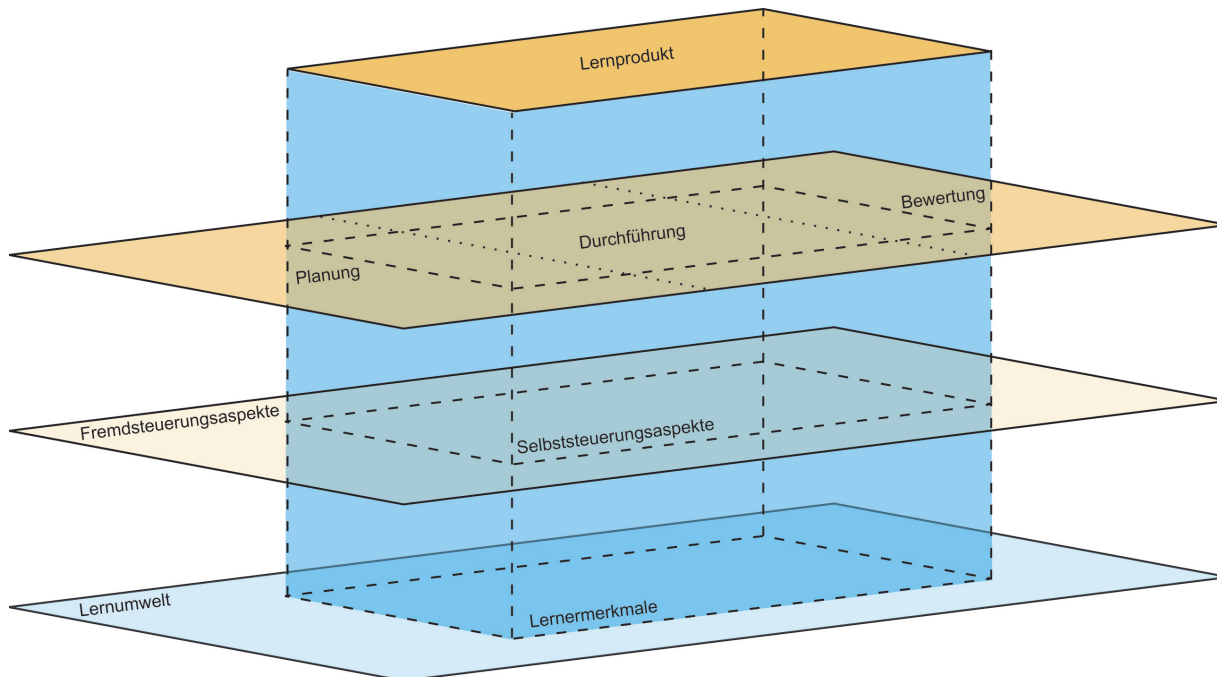 Lernprodukt
Bewertung
Durchführung
Planung
Fremdsteuerungsaspekte
Selbststeuerungsaspekte
Lernumwelt
Lernermerkmale